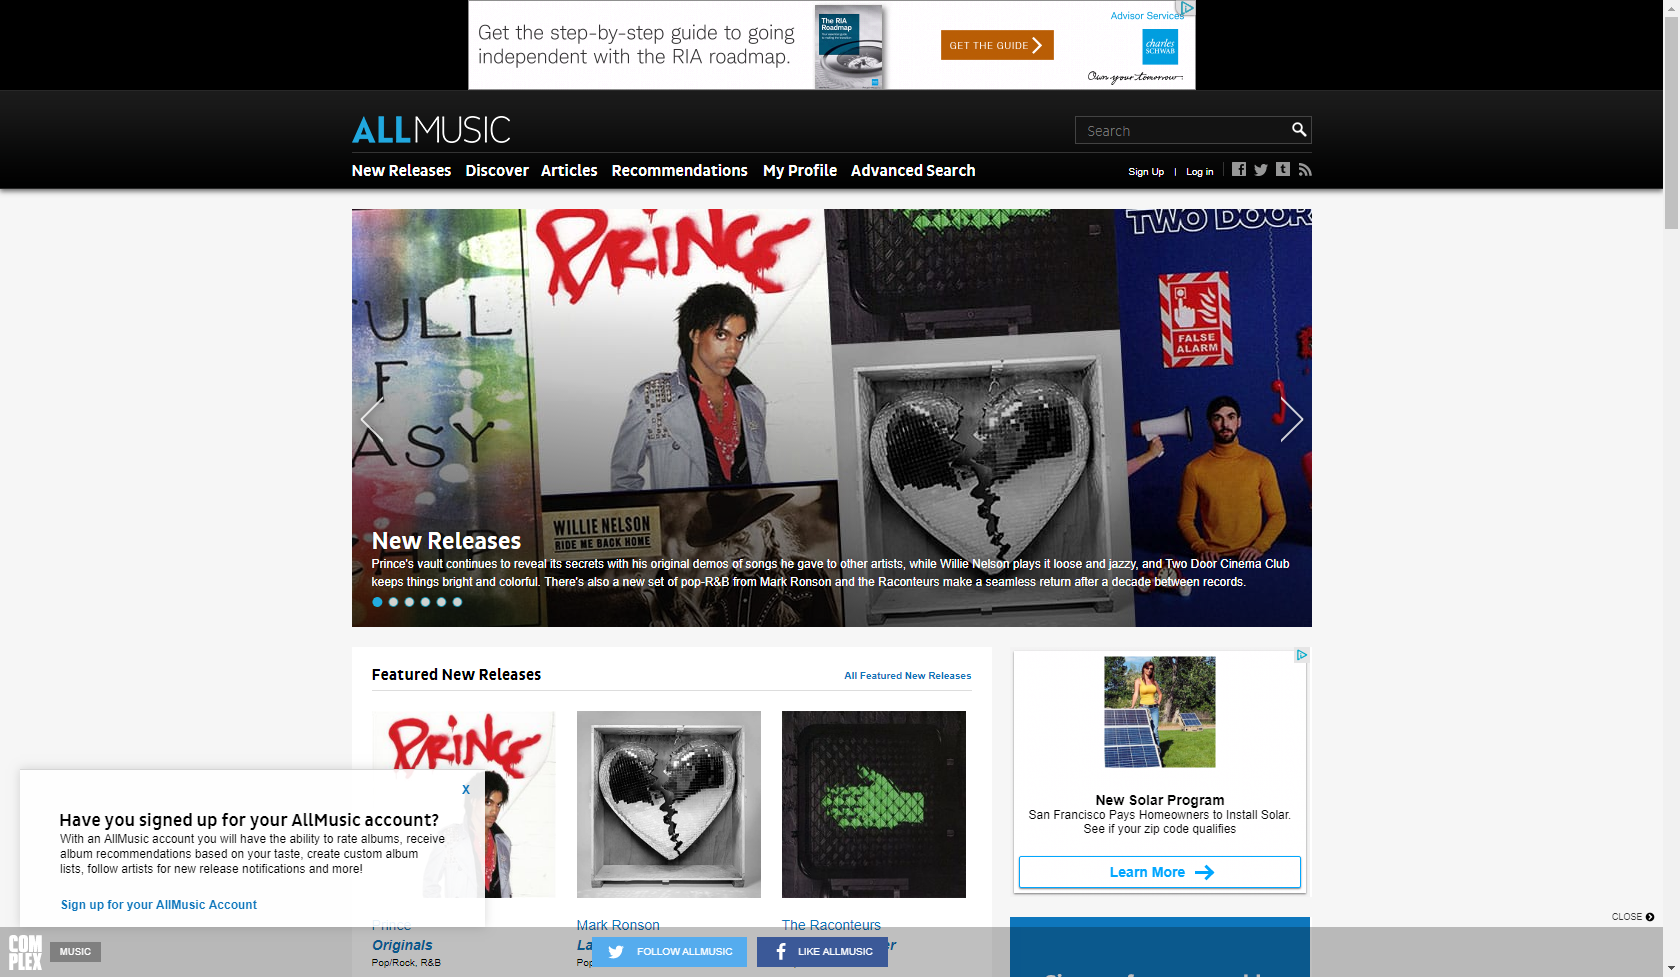 Get the step-by-step guide to going
independent with the RIA roadmap.
The RIA
Roadmap
GET THE GUIDE
Advisor Services
charles
SCHWAB
Own your tomorrow
ALLMUSIC
Search
New Releases Discover Articles Recommendations My Profile Advanced Search
Sign Up | Log in
PRINCE
TWO DOOR
FULL
OF
EASY
FALSE
ALARM
WILLIE NELSON
RIDE ME BACK HOME
New Releases
Prince's vault continues to reveal its secrets with his original demos of songs he gave to other artists, while Willie Nelson plays it loose and jazzy, and Two Door Cinema Club
keeps things bright and colorful. There's also a new set of pop-R&B from Mark Ronson and the Raconteurs make a seamless return after a decade between records.
Featured New Releases
All Featured New Releases
PRINCE
Prince
Originals
Pop/Rock, R&B
Mark Ronson
La
Pop
The Raconteurs
er
New Solar Program
San Francisco Pays Homeowners to Install Solar.
See if your zip code qualifies
Learn More
X
Have you signed up for your AllMusic account?
With an AllMusic account you will have the ability to rate albums, receive
album recommendations based on your taste, create custom album
lists, follow artists for new release notifications and more!
Sign up for your AllMusic Account
CLOSE
COM
PLEX
MUSIC
FOLLOW ALLMUSIC
LIKE ALLMUSIC